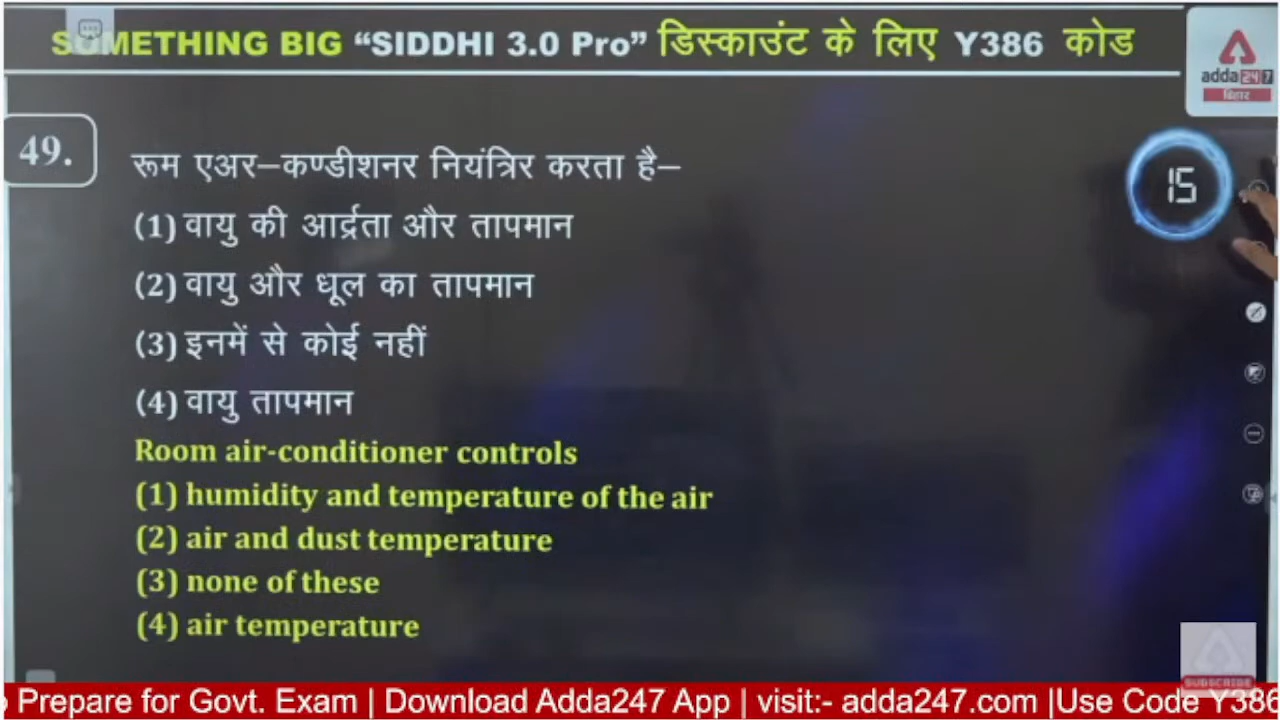 SOMETHING BIG “SIDDHI 3.0 Pro” डिस्काउंट के लिए Y386 कोड
adda247
बिहार
49.
15
रूम एअर–कण्डीशनर नियंत्रिर करता है–
(1) वायु की आर्द्रता और तापमान
(2) वायु और धूल का तापमान
(3) इनमें से कोई नहीं
(4) वायु तापमान
Room air-conditioner controls
(1) humidity and temperature of the air
(2) air and dust temperature
(3) none of these
(4) air temperature
SUBSCRIBE
Prepare for Govt. Exam | Download Adda247 App | visit:- adda247.com |Use Code Y386